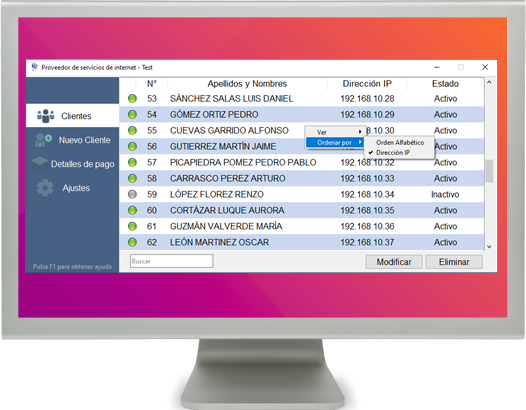 Proveedor de servicios de internet - Test
Clientes
Nuevo Cliente
Detalles de pago
Ajustes
Pulsa F1 para obtener ayuda
N° Apellidos y Nombres Dirección IP Estado
53 SÁNCHEZ SALAS LUIS DANIEL 192.168.10.28 Activo
54 GÓMEZ ORTIZ PEDRO 192.168.10.29 Activo
55 CUEVAS GARRIDO ALFONSO 8.10.30 Activo
56 GUTIERREZ MARTÍN JAIME Activo
57 PICAPIEDRA POMEZ PEDRO PABLO 192.168.10.32 Activo
58 CARRASCO PEREZ ARTURO 192.168.10.33 Activo
59 LÓPEZ FLOREZ RENZO 192.168.10.34 Inactivo
60 CORTÁZAR LUQUE AURORA 192.168.10.35 Activo
61 GUZMÁN VALVERDE MARÍA 192.168.10.36 Activo
62 LEÓN MARTINEZ OSCAR 192.168.10.37 Activo
Ver
Ordenar por
Orden Alfabético
Dirección IP
Buscar
Modificar
Eliminar